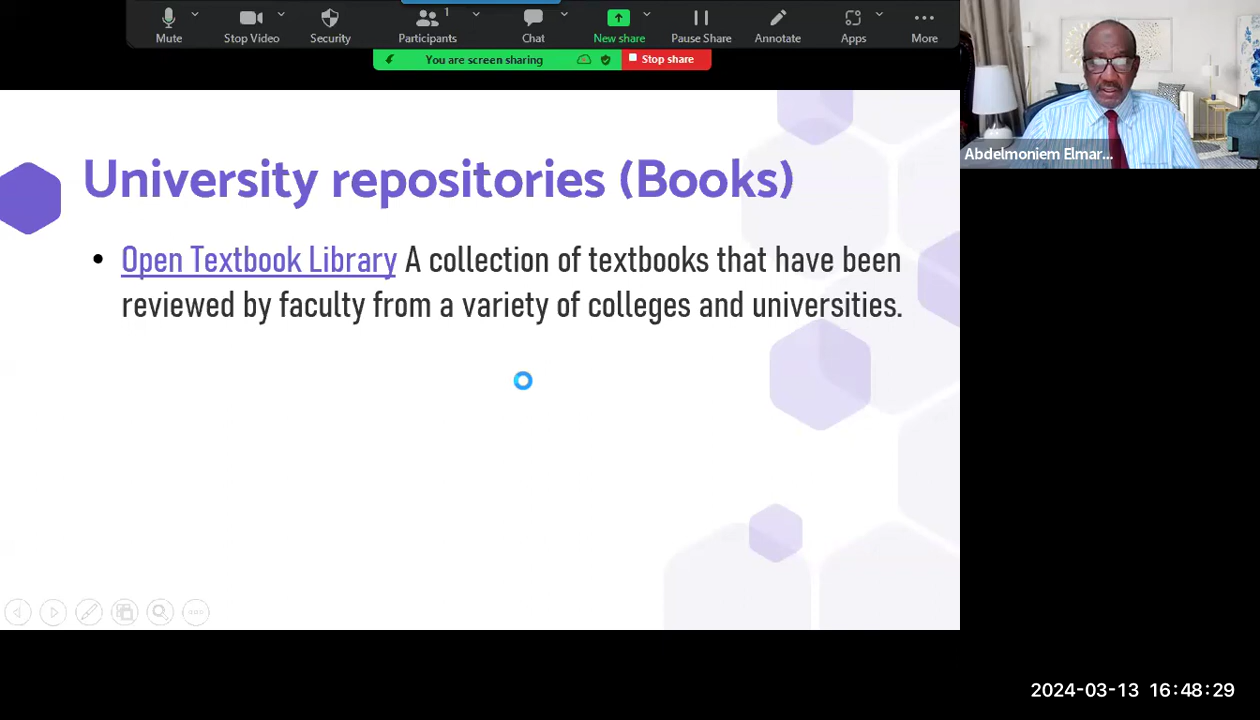 1
Mute
Stop Video
Security
Participants
Chat
New share
Pause Share
Annotate
Apps
More
You are screen sharing
Stop share
Abdelmoniem Elmar...
University repositories (Books)
• Open Textbook Library A collection of textbooks that have been
reviewed by faculty from a variety of colleges and universities.
2024-03-13 16:48:29